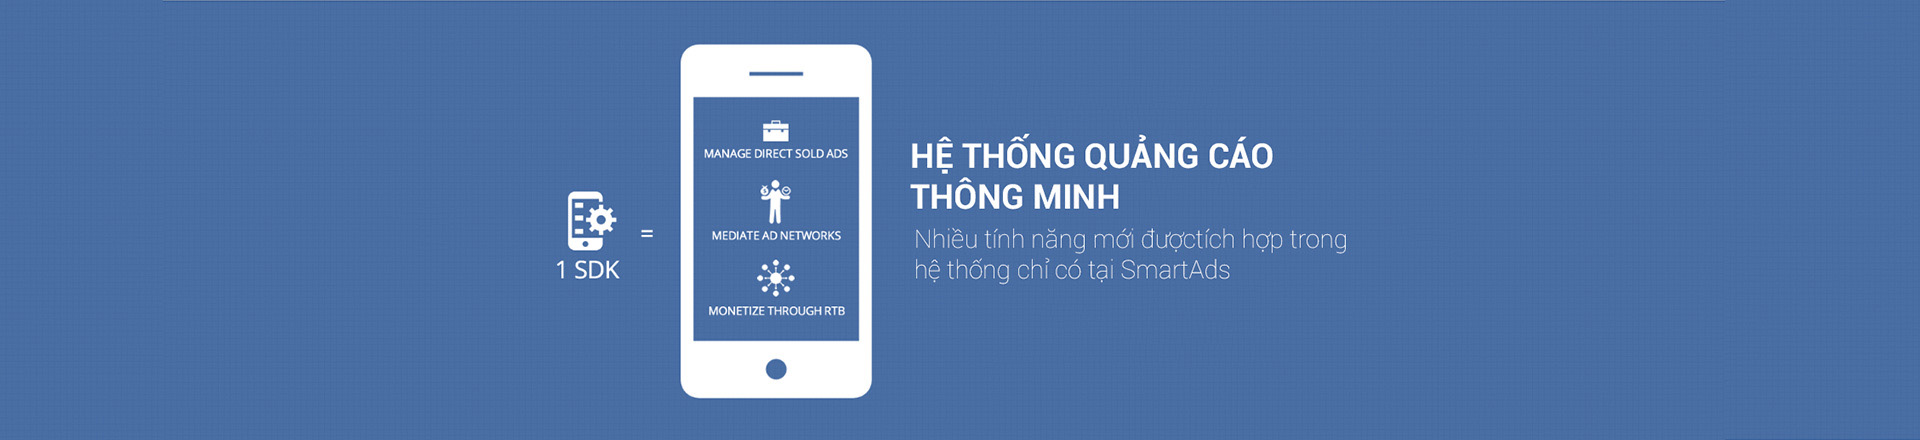 1 SDK
=
MANAGE DIRECT SOLD ADS
MEDIATE AD NETWORKS
MONETIZE THROUGH RTB
HỆ THỐNG QUẢNG CÁO
THÔNG MINH
Nhiều tính năng mới đượctích hợp trong
hệ thống chỉ có tại SmartAds